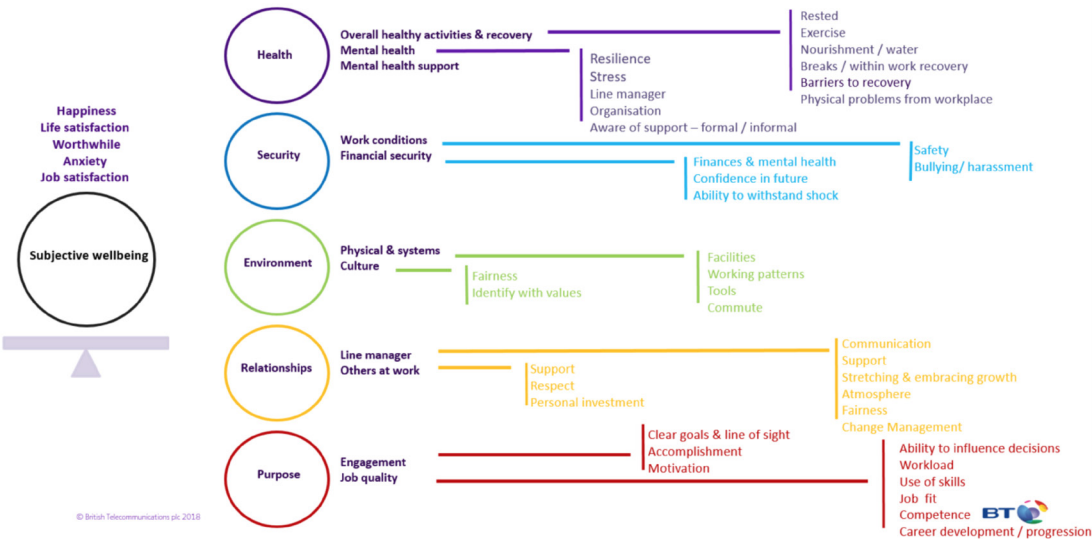 Happiness
Life satisfaction
Worthwhile
Anxiety
Job satisfaction
Subjective wellbeing
Health
Overall healthy activities & recovery
Mental health
Mental health support
Rested
Exercise
Nourishment / water
Breaks / within work recovery
Barriers to recovery
Physical problems from workplace
Resilience
Stress
Line manager
Organisation
Aware of support – formal / informal
Security
Work conditions
Financial security
Safety
Bullying/ harassment
Finances & mental health
Confidence in future
Ability to withstand shock
Environment
Physical & systems
Culture
Facilities
Working patterns
Tools
Commute
Fairness
Identify with values
Relationships
Line manager
Others at work
Communication
Support
Stretching & embracing growth
Atmosphere
Fairness
Change Management
Support
Respect
Personal investment
Purpose
Engagement
Job quality
Clear goals & line of sight
Accomplishment
Motivation
Ability to influence decisions
Workload
Use of skills
Job fit
Competence
Career development / progression
BT
© British Telecommunications plc 2018